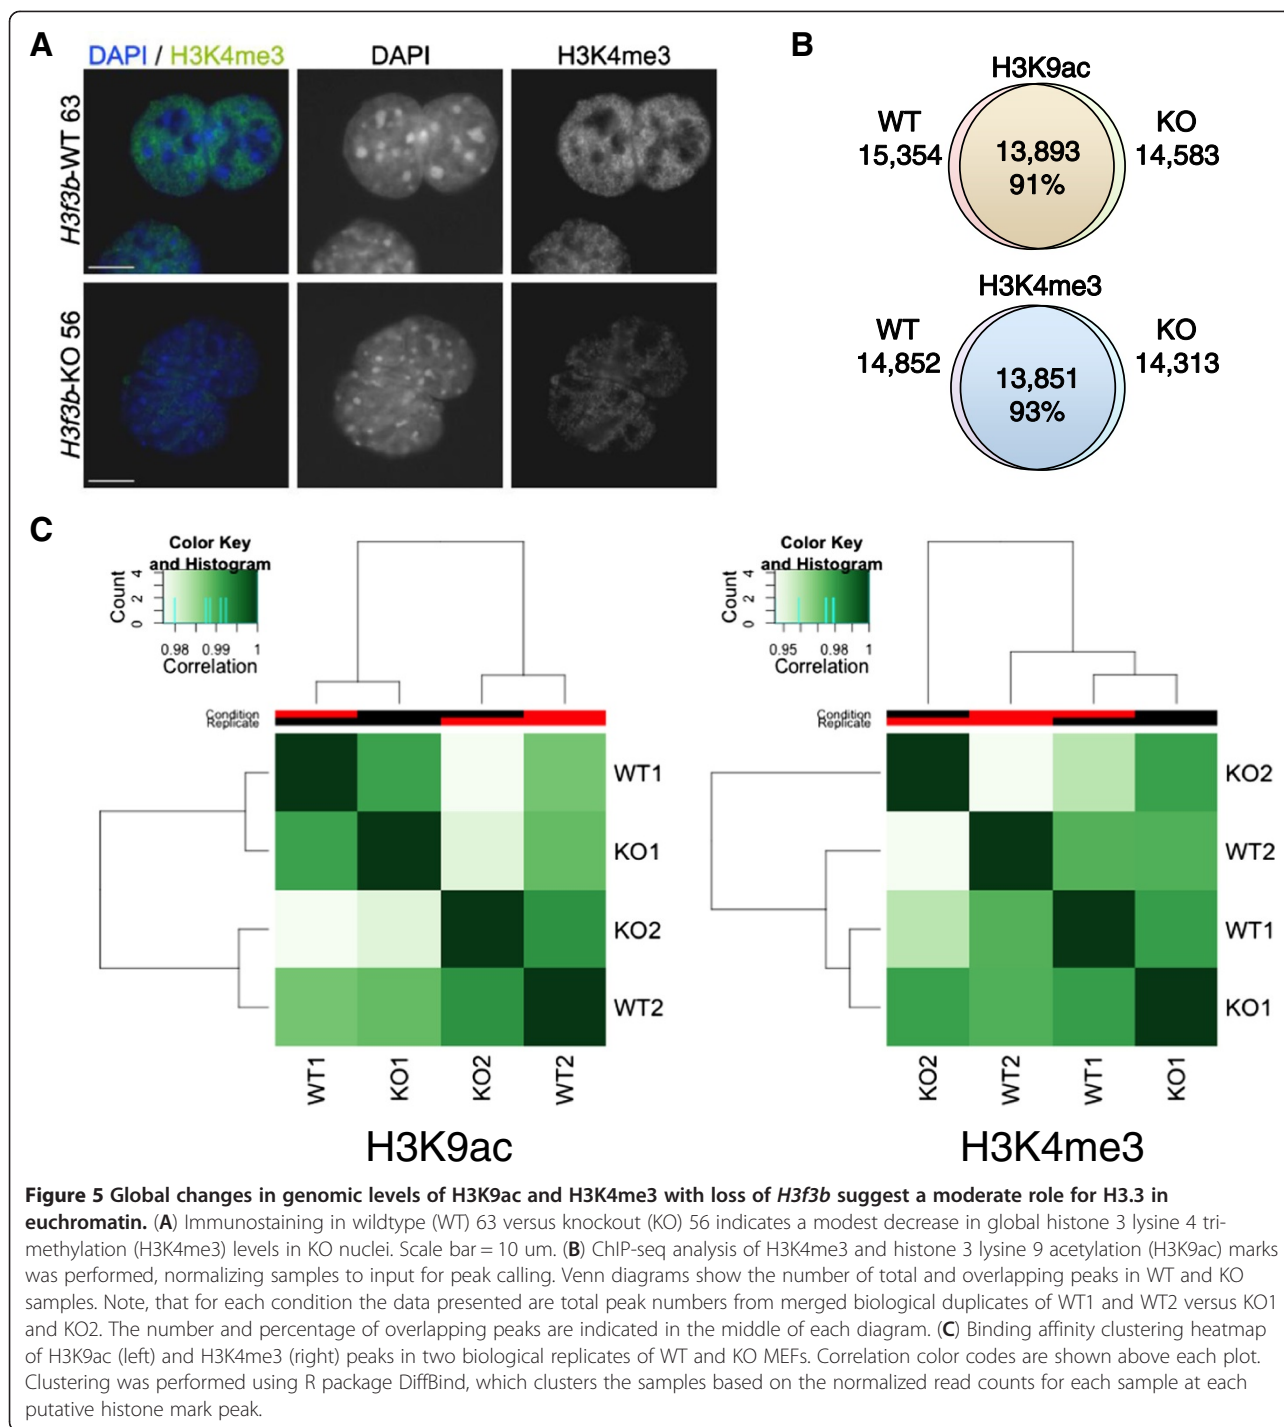 A
DAPI / H3K4me3
DAPI
H3K4me3
H3f3b-WT 63
H3f3b-KO 56
B
H3K9ac
WT
15,354
13,893
91%
KO
14,583
H3K4me3
WT
14,852
13,851
93%
KO
14,313
C
Color Key
and Histogram
Count
0 2 4
0.98 0.99 1
Correlation
Condition
Replicate
WT1
KO1
KO2
WT2
WT1 KO1 KO2 WT2
H3K9ac
Color Key
and Histogram
Count
0 2 4
0.95 0.98 1
Correlation
Condition
Replicate
KO2
WT2
WT1
KO1
KO2 WT2 WT1 KO1
H3K4me3
Figure 5 Global changes in genomic levels of H3K9ac and H3K4me3 with loss of H3f3b suggest a moderate role for H3.3 in
euchromatin. (A) Immunostaining in wildtype (WT) 63 versus knockout (KO) 56 indicates a modest decrease in global histone 3 lysine 4 tri-
methylation (H3K4me3) levels in KO nuclei. Scale bar = 10 um. (B) ChIP-seq analysis of H3K4me3 and histone 3 lysine 9 acetylation (H3K9ac) marks
was performed, normalizing samples to input for peak calling. Venn diagrams show the number of total and overlapping peaks in WT and KO
samples. Note, that for each condition the data presented are total peak numbers from merged biological duplicates of WT1 and WT2 versus KO1
and KO2. The number and percentage of overlapping peaks are indicated in the middle of each diagram. (C) Binding affinity clustering heatmap
of H3K9ac (left) and H3K4me3 (right) peaks in two biological replicates of WT and KO MEFs. Correlation color codes are shown above each plot.
Clustering was performed using R package DiffBind, which clusters the samples based on the normalized read counts for each sample at each
putative histone mark peak.